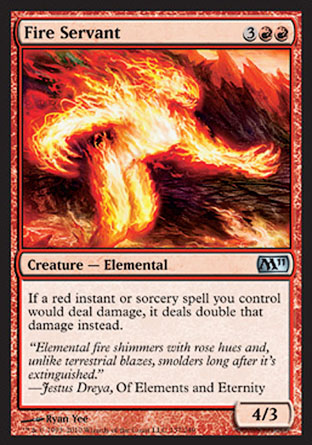 Fire Servant 3
Creature — Elemental M11
If a red instant or sorcery spell you control
would deal damage, it deals double that
damage instead.
“Elemental fire shimmers with rose hues and,
unlike terrestrial blazes, smolders long after it’s
extinguished.”
—Jestus Dreya, Of Elements and Eternity
Ryan Yee
4/3